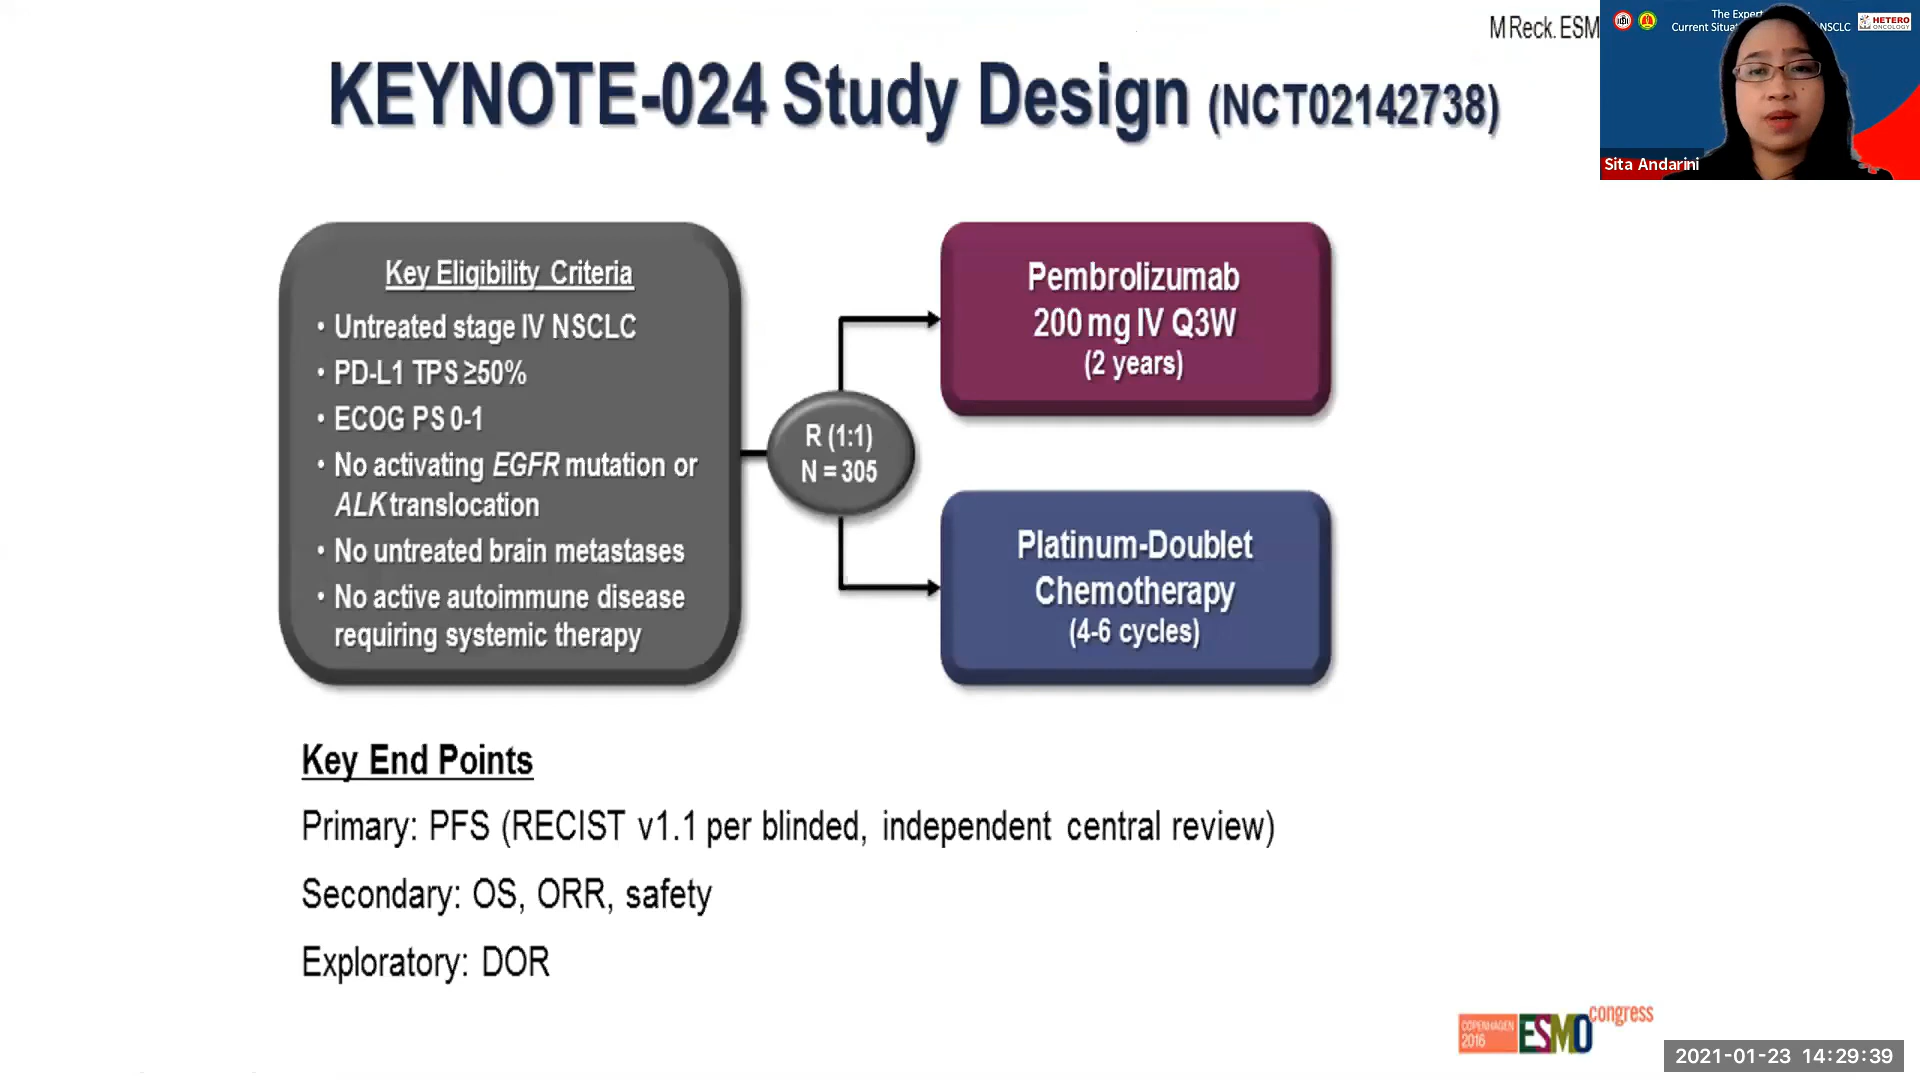 M Reck. ESM
KEYNOTE-024 Study Design (NCT02142738)
The Expert
Current Situa
NSCLC
HETERO
ONCOLOGY
Sita Andarini
Key Eligibility Criteria
• Untreated stage IV NSCLC
• PD-L1 TPS ≥50%
• ECOG PS 0-1
• No activating EGFR mutation or
ALK translocation
• No untreated brain metastases
• No active autoimmune disease
requiring systemic therapy
R (1:1)
N = 305
Pembrolizumab
200 mg IV Q3W
(2 years)
Platinum-Doublet
Chemotherapy
(4-6 cycles)
Key End Points
Primary: PFS (RECIST v1.1 per blinded, independent central review)
Secondary: OS, ORR, safety
Exploratory: DOR
COPENHAGEN
2016
ESMO congress
2021-01-23 14:29:39